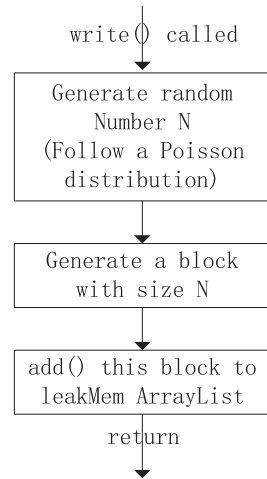 write() called
Generate random
Number N
(Follow a Poisson
distribution)
Generate a block
with size N
add() this block to
leakMem ArrayList
return